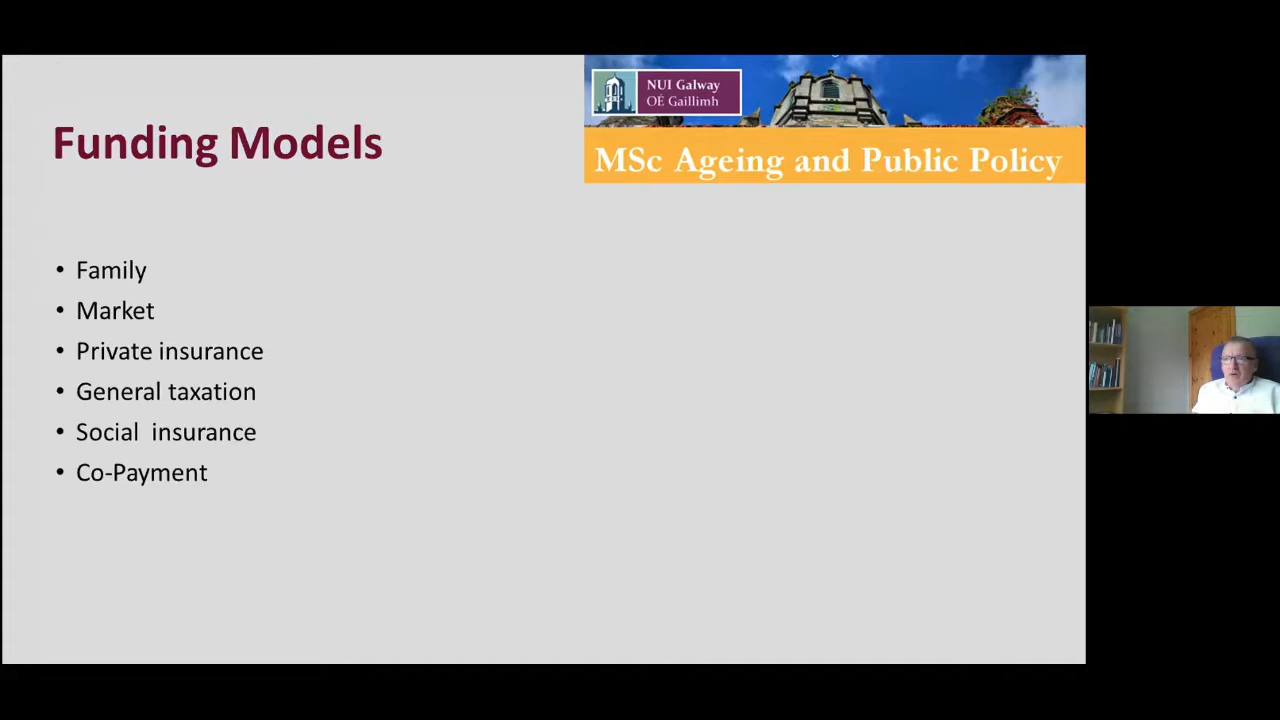 NUI Galway
OÉ Gaillimh
MSc Ageing and Public Policy
Funding Models
• Family
• Market
• Private insurance
• General taxation
• Social  insurance
• Co-Payment